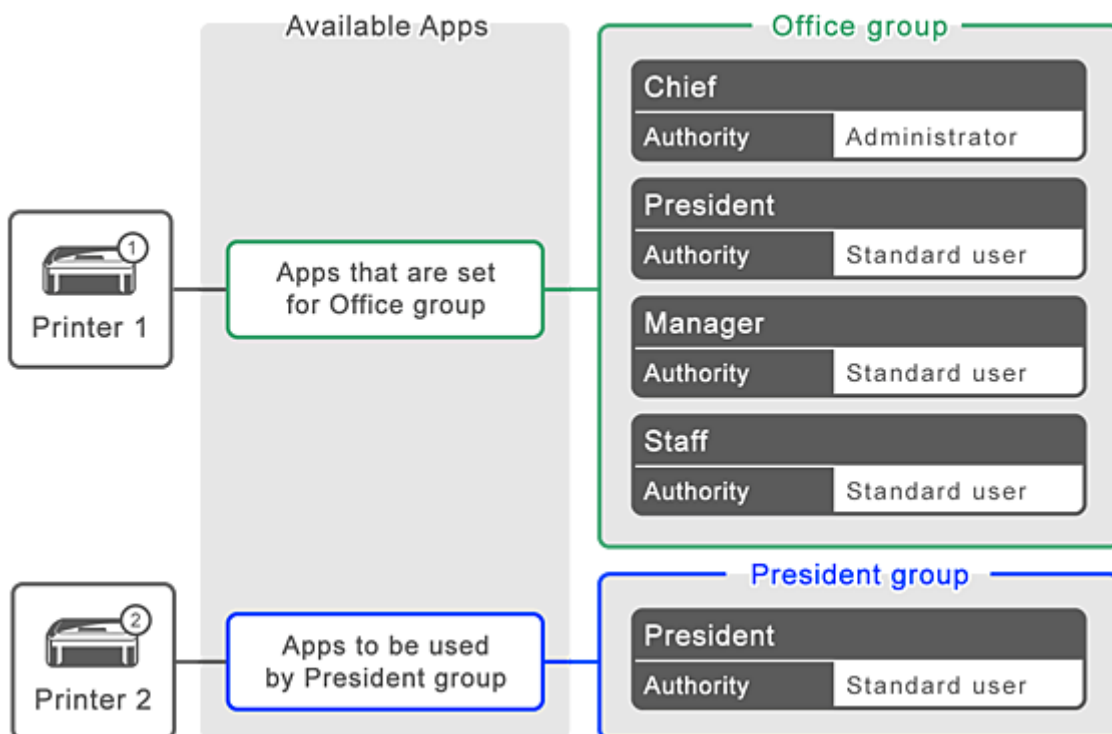 Available Apps
Office group
Chief
Authority Administrator
President
Authority Standard user
Manager
Authority Standard user
Staff
Authority Standard user
1
Printer 1
Apps that are set
for Office group
President group
President
Authority Standard user
2
Printer 2
Apps to be used
by President group